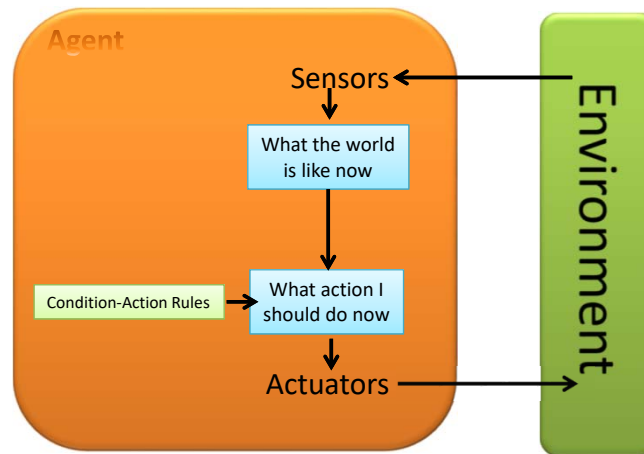 Agent
Sensors
What the world
is like now
Condition-Action Rules
What action I
should do now
Actuators
Environment